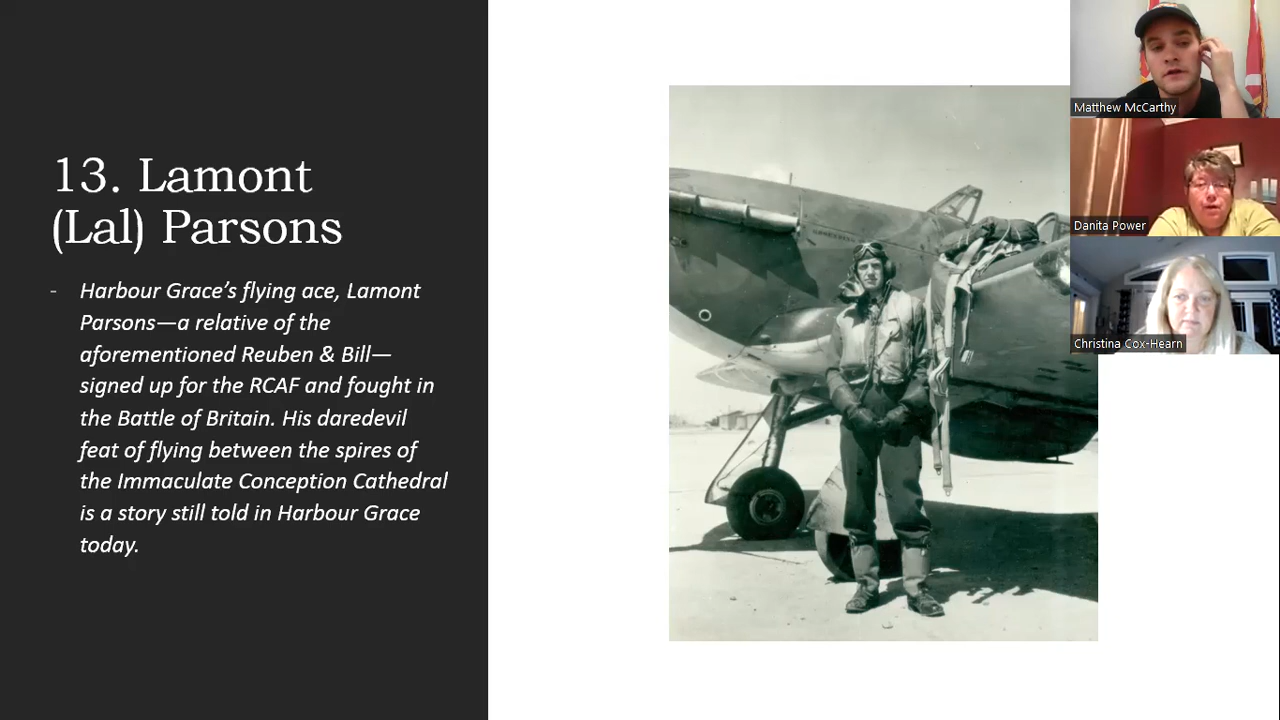 13. Lamont
(Lal) Parsons
- Harbour Grace’s flying ace, Lamont
Parsons—a relative of the
aforementioned Reuben & Bill—
signed up for the RCAF and fought in
the Battle of Britain. His daredevil
feat of flying between the spires of
the Immaculate Conception Cathedral
is a story still told in Harbour Grace
today.
Matthew McCarthy
Danita Power
Christina Cox-Hearn